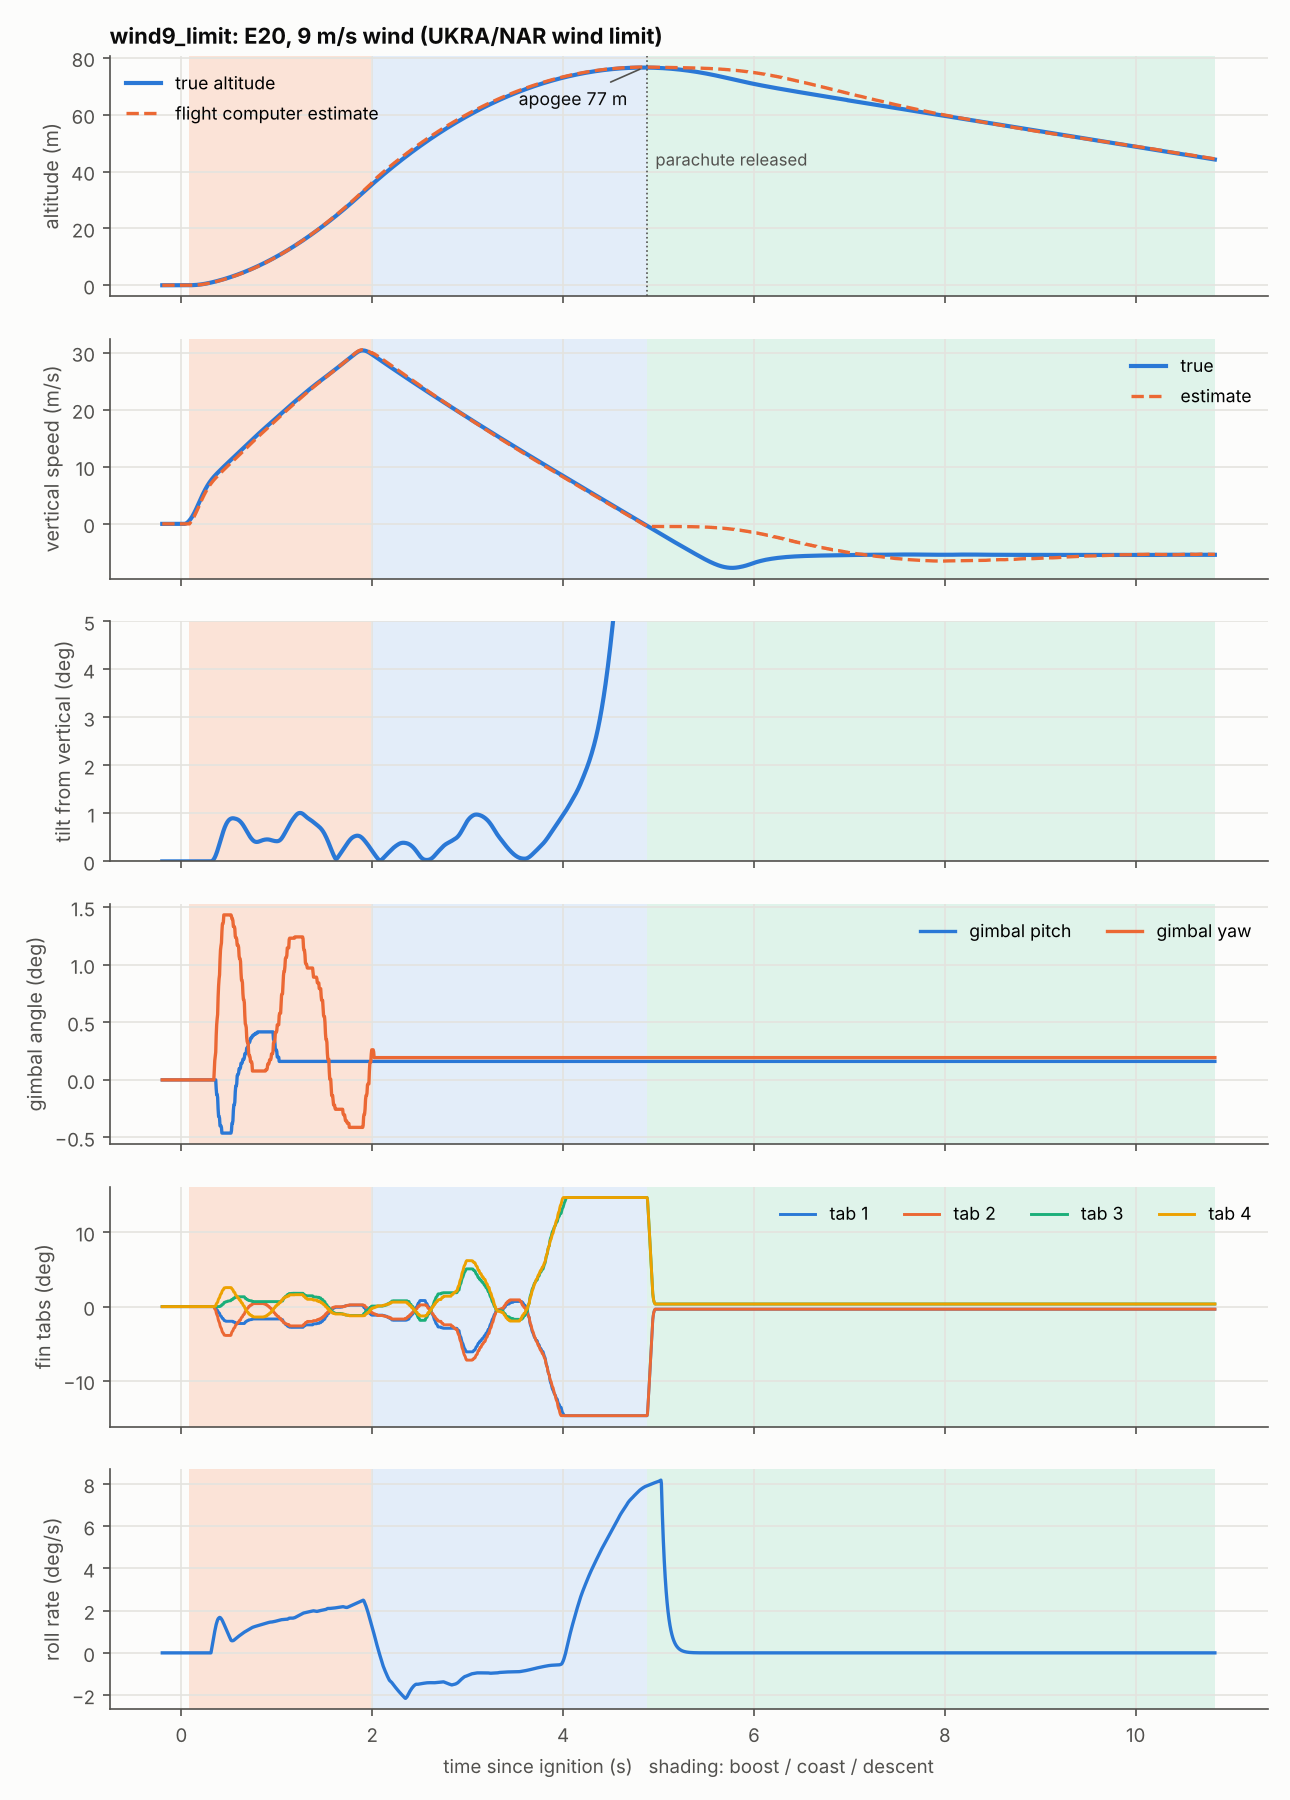 wind9_limit: E20, 9 m/s wind (UKRA/NAR wind limit)
80
60
40
20
0
altitude (m)
true altitude
flight computer estimate
apogee 77 m
parachute released
30
20
10
0
vertical speed (m/s)
true
estimate
5
4
3
2
1
0
tilt from vertical (deg)
1.5
1.0
0.5
0.0
−0.5
gimbal angle (deg)
gimbal pitch
gimbal yaw
10
0
−10
fin tabs (deg)
tab 1
tab 2
tab 3
tab 4
8
6
4
2
0
−2
roll rate (deg/s)
0 2 4 6 8 10
time since ignition (s)   shading: boost / coast / descent